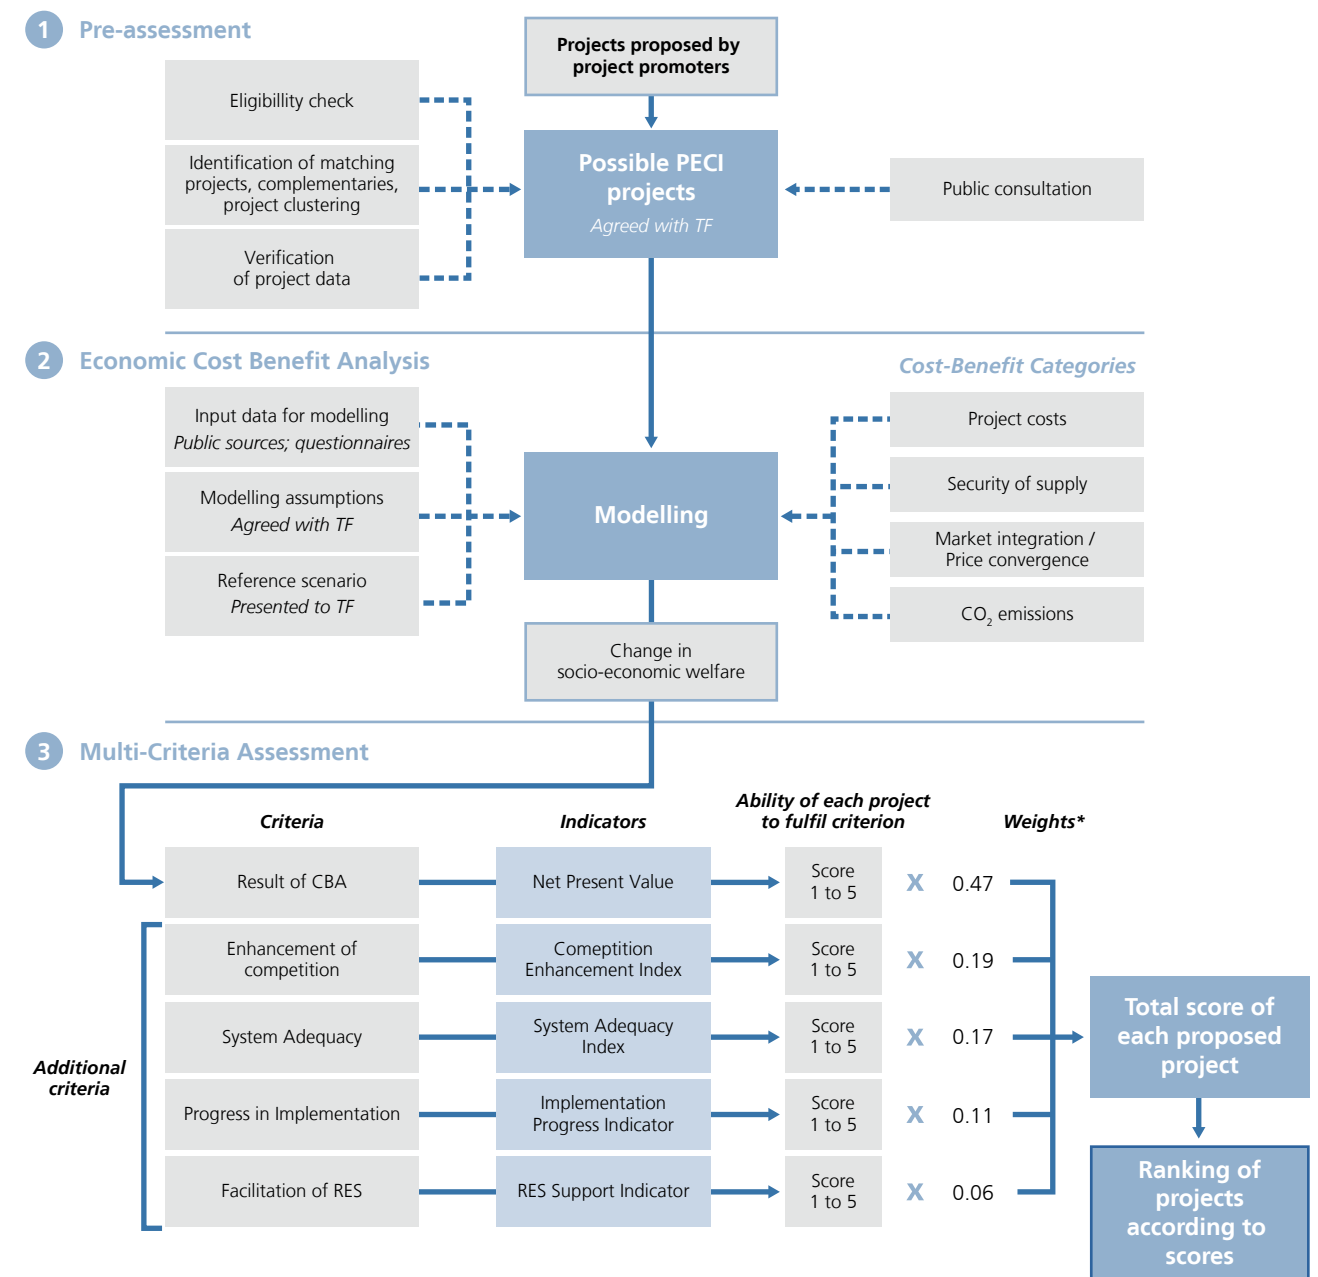 1 Pre-assessment
Projects proposed by
project promoters
Eligibillity check
Identification of matching
projects, complementaries,
project clustering
Verification
of project data
Possible PECI
projects
Agreed with TF
Public consultation
2 Economic Cost Benefit Analysis
Cost-Benefit Categories
Input data for modelling
Public sources; questionnaires
Modelling assumptions
Agreed with TF
Reference scenario
Presented to TF
Modelling
Project costs
Security of supply
Market integration /
Price convergence
CO₂ emissions
Change in
socio-economic welfare
3 Multi-Criteria Assessment
Criteria
Indicators
Ability of each project
to fulfil criterion
Weights*
Result of CBA
Net Present Value
Score
1 to 5
X 0.47
Enhancement of
competition
Comeptition
Enhancement Index
Score
1 to 5
X 0.19
System Adequacy
System Adequacy
Index
Score
1 to 5
X 0.17
Additional
criteria
Progress in Implementation
Implementation
Progress Indicator
Score
1 to 5
X 0.11
Facilitation of RES
RES Support Indicator
Score
1 to 5
X 0.06
Total score of
each proposed
project
Ranking of
projects
according to
scores